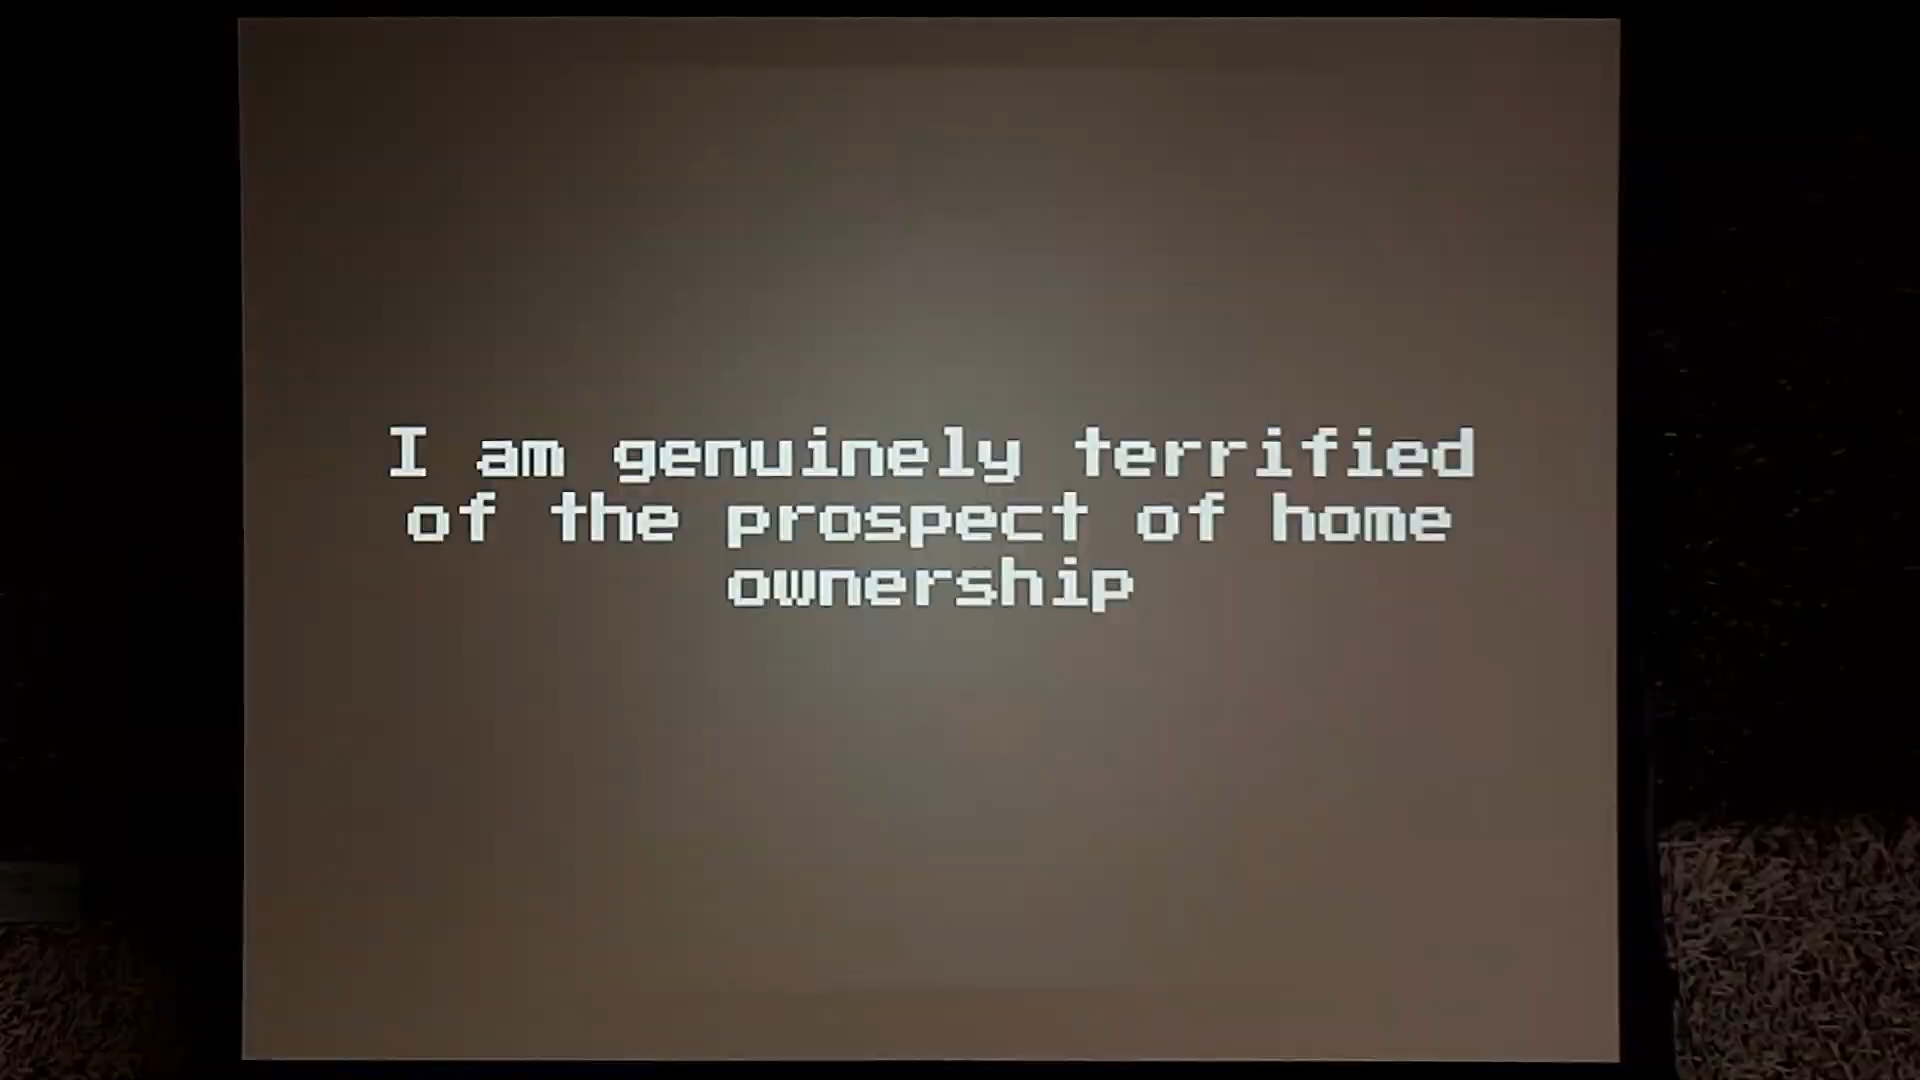 I am genuinely terrified
of the prospect of home
ownership